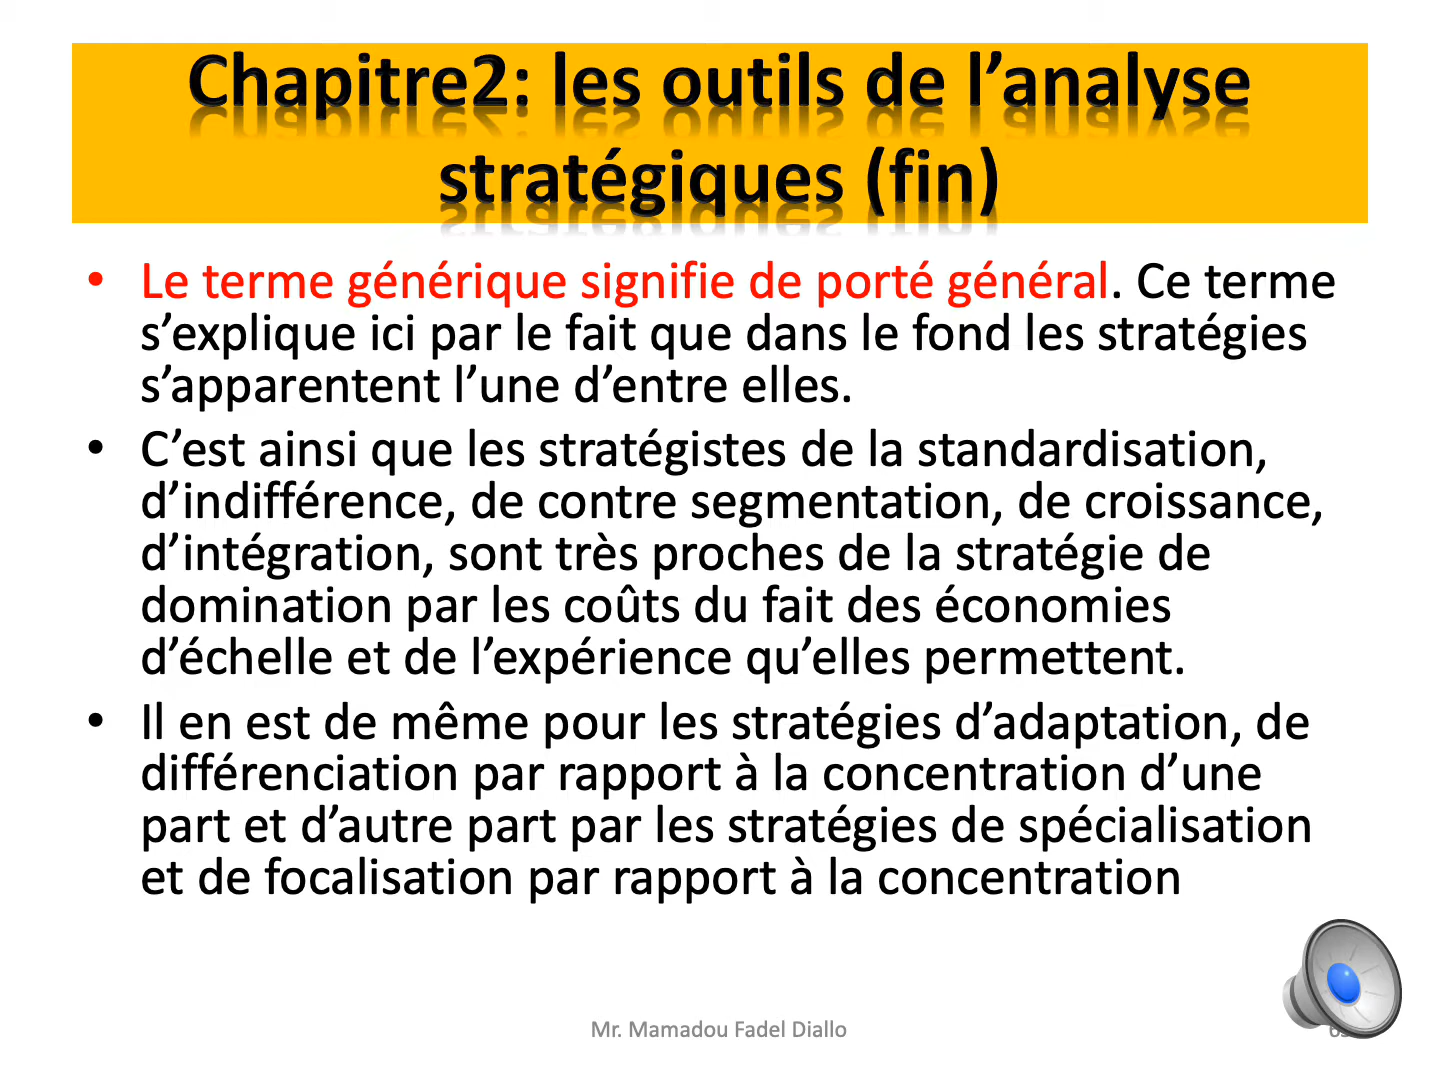 Chapitre2: les outils de l’analyse
stratégiques (fin)
• Le terme générique signifie de porté général. Ce terme
s’explique ici par le fait que dans le fond les stratégies
s’apparentent l’une d’entre elles.
• C’est ainsi que les stratégistes de la standardisation,
d’indifférence, de contre segmentation, de croissance,
d’intégration, sont très proches de la stratégie de
domination par les coûts du fait des économies
d’échelle et de l’expérience qu’elles permettent.
• Il en est de même pour les stratégies d’adaptation, de
différenciation par rapport à la concentration d’une
part et d’autre part par les stratégies de spécialisation
et de focalisation par rapport à la concentration
Mr. Mamadou Fadel Diallo